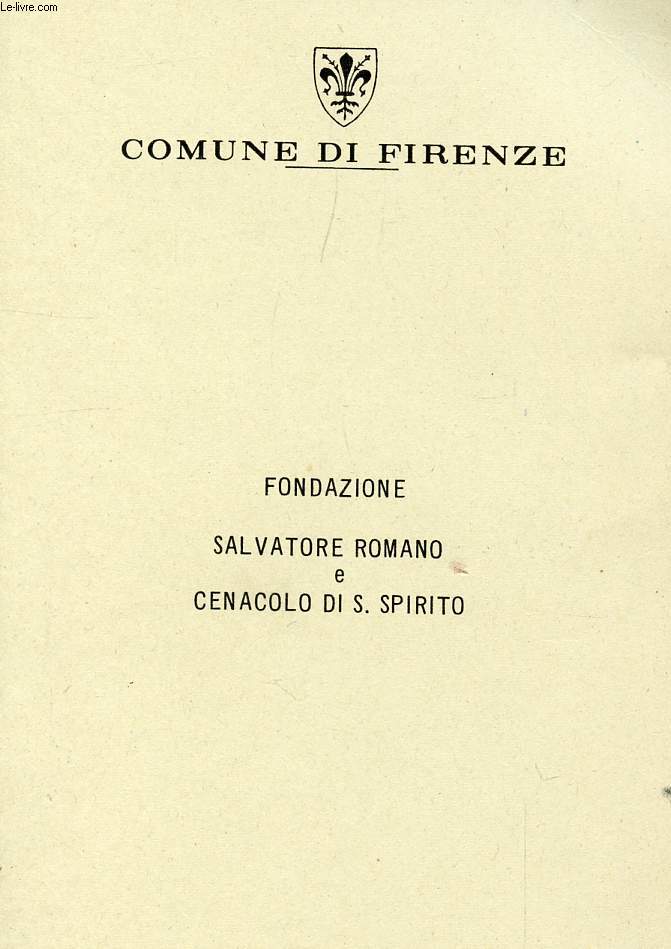 Le-livre.com
COMUNE DI FIRENZE
FONDAZIONE
SALVATORE ROMANO
e
CENACOLO DI S. SPIRITO